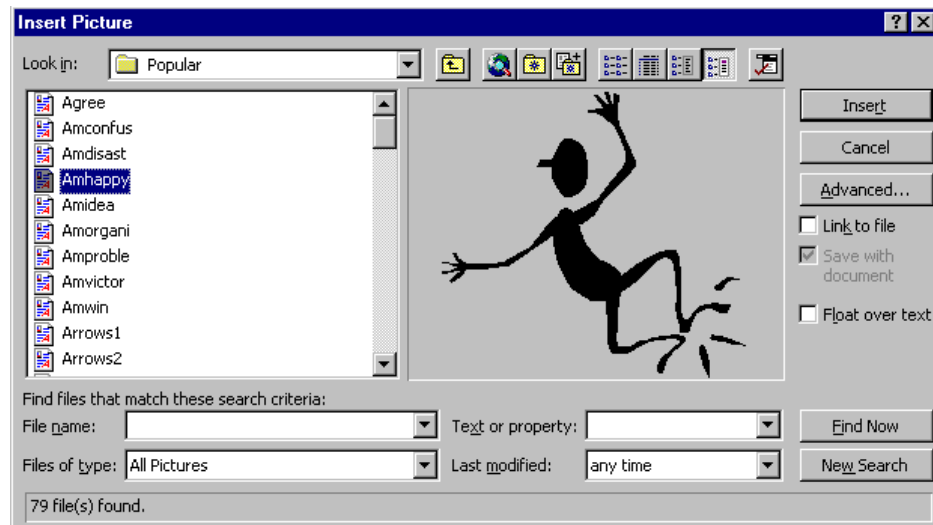 Insert Picture
Look in: Popular
Agree
Amconfus
Amdisast
Amhappy
Amidea
Amorgani
Amproble
Amvictor
Amwin
Arrows1
Arrows2
Insert
Cancel
Advanced...
Link to file
Save with
document
Float over text
Find files that match these search criteria:
File name: Text or property: Find Now
Files of type: All Pictures Last modified: any time New Search
79 file(s) found.